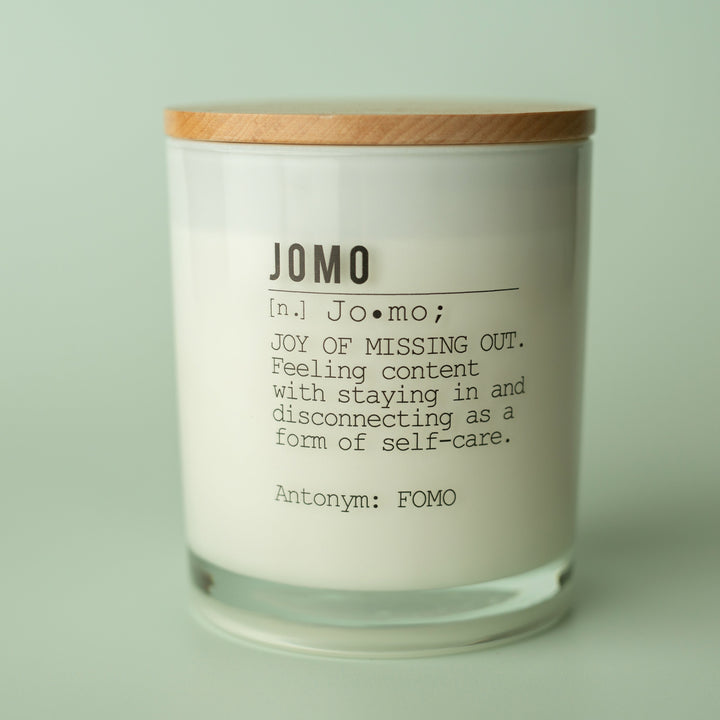 JOMO
[n.] Jo•mo;
JOY OF MISSING OUT.
Feeling content
with staying in and
disconnecting as a
form of self-care.
Antonym: FOMO